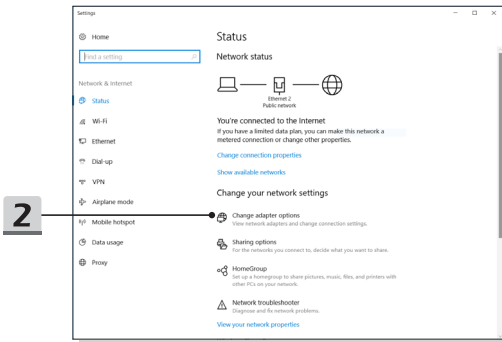 Settings
Home
Find a setting
Network & Internet
Status
Wi-Fi
Ethernet
Dial-up
VPN
Airplane mode
Mobile hotspot
Data usage
Proxy
2
Status
Network status
Ethernet 2
Public network
You're connected to the Internet
If you have a limited data plan, you can make this network a
metered connection or change other properties.
Change connection properties
Show available networks
Change your network settings
Change adapter options
View network adapters and change connection settings.
Sharing options
For the networks you connect to, decide what you want to share.
HomeGroup
Set up a homegroup to share pictures, music, files, and printers with
other PCs on your network.
Network troubleshooter
Diagnose and fix network problems.
View your network properties